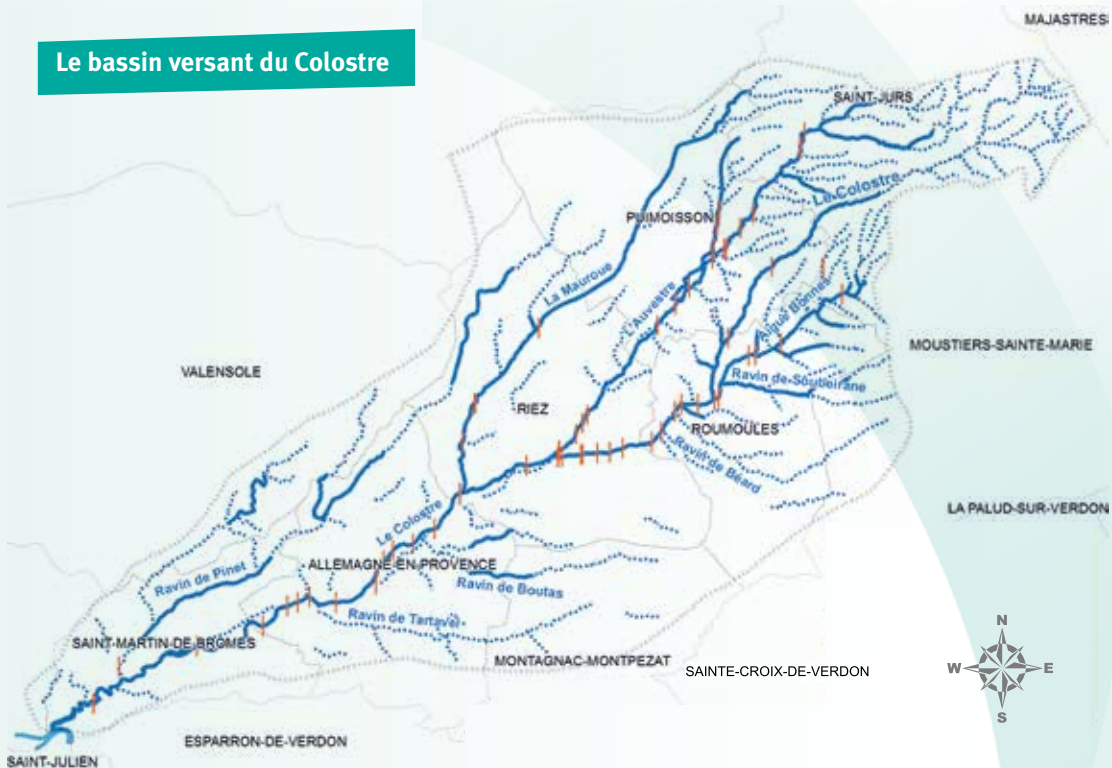 MAJASTRES
Le bassin versant du Colostre
SAINT-JURS
Le Colostre
PUIMOISSON
La Mauroue
L'Auvestre
Aigue Bonnes
MOUSTIERS-SAINTE-MARIE
VALENSOLE
Ravin de Soubeirane
RIEZ
ROUMOULES
Ravin de Béard
LA PALUD-SUR-VERDON
Le Colostre
ALLEMAGNE-EN-PROVENCE
Ravin de Pinet
Ravin de Boutas
Ravin de Tartavel
SAINT-MARTIN-DE-BROMES
MONTAGNAC-MONTPEZAT
SAINTE-CROIX-DE-VERDON
N
W
E
S
ESPARRON-DE-VERDON
SAINT-JULIEN